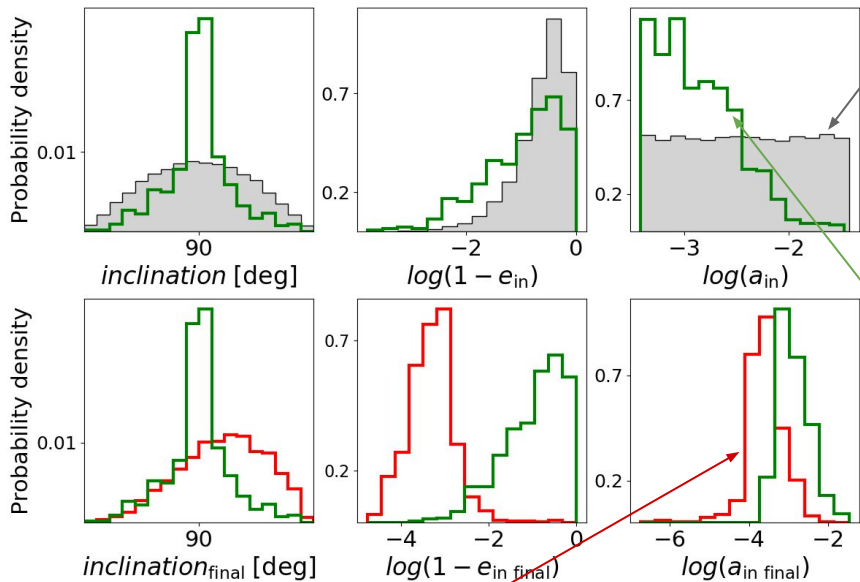 Probability density
0.01
90
inclination [deg]
0.7
0.2
−2
0
log(1 − e_in)
0.7
0.2
−3
−2
log(a_in)
Probability density
0.01
90
inclination_final [deg]
0.7
0.2
−4
−2
0
log(1 − e_in final)
0.7
0.2
−6
−4
−2
log(a_in final)